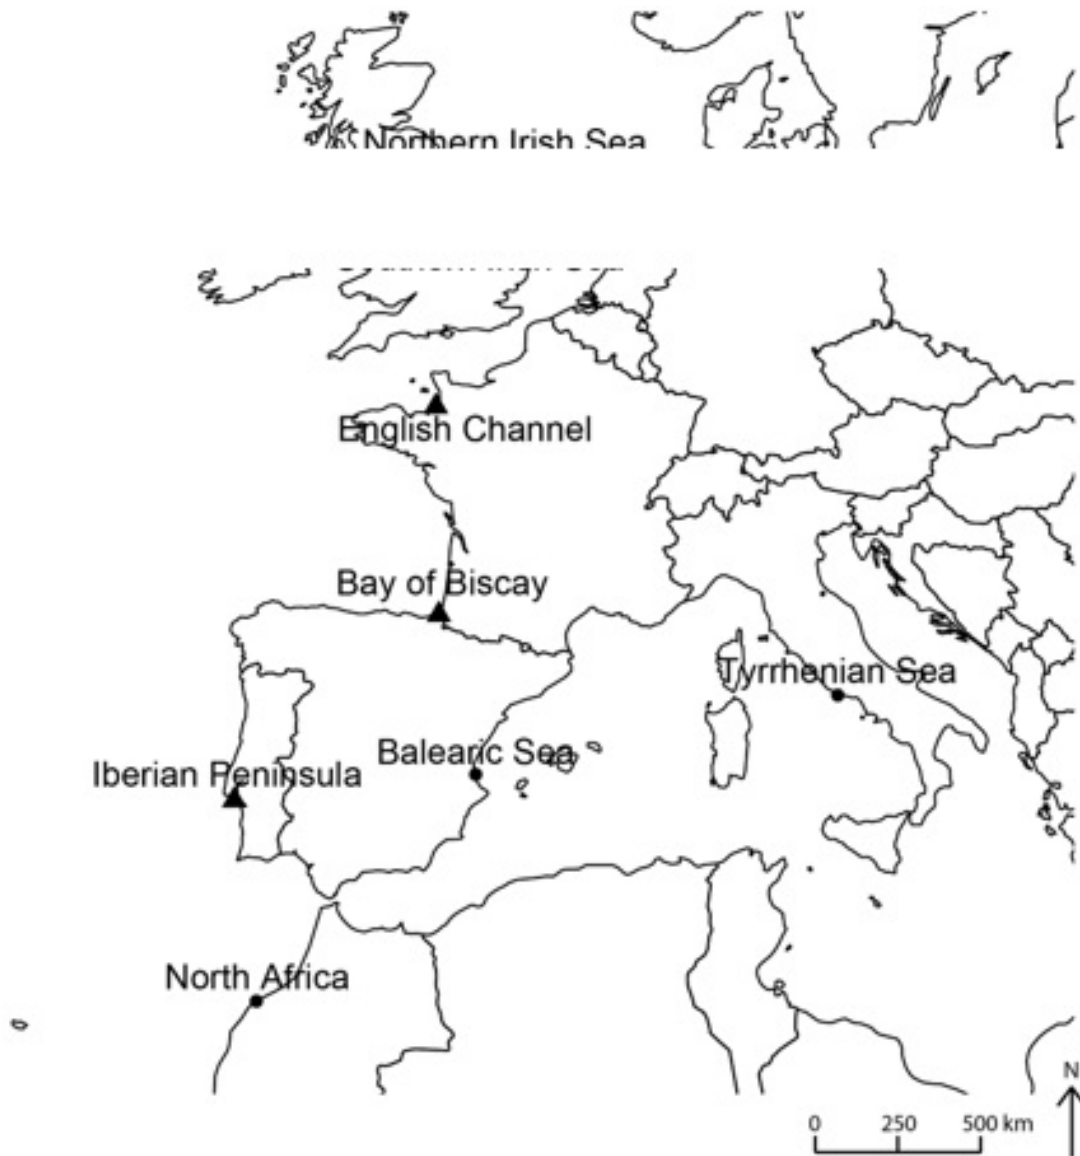 Northern Irish Sea
English Channel
Bay of Biscay
Tyrrhenian Sea
Balearic Sea
Iberian Peninsula
North Africa
N
0 250 500 km